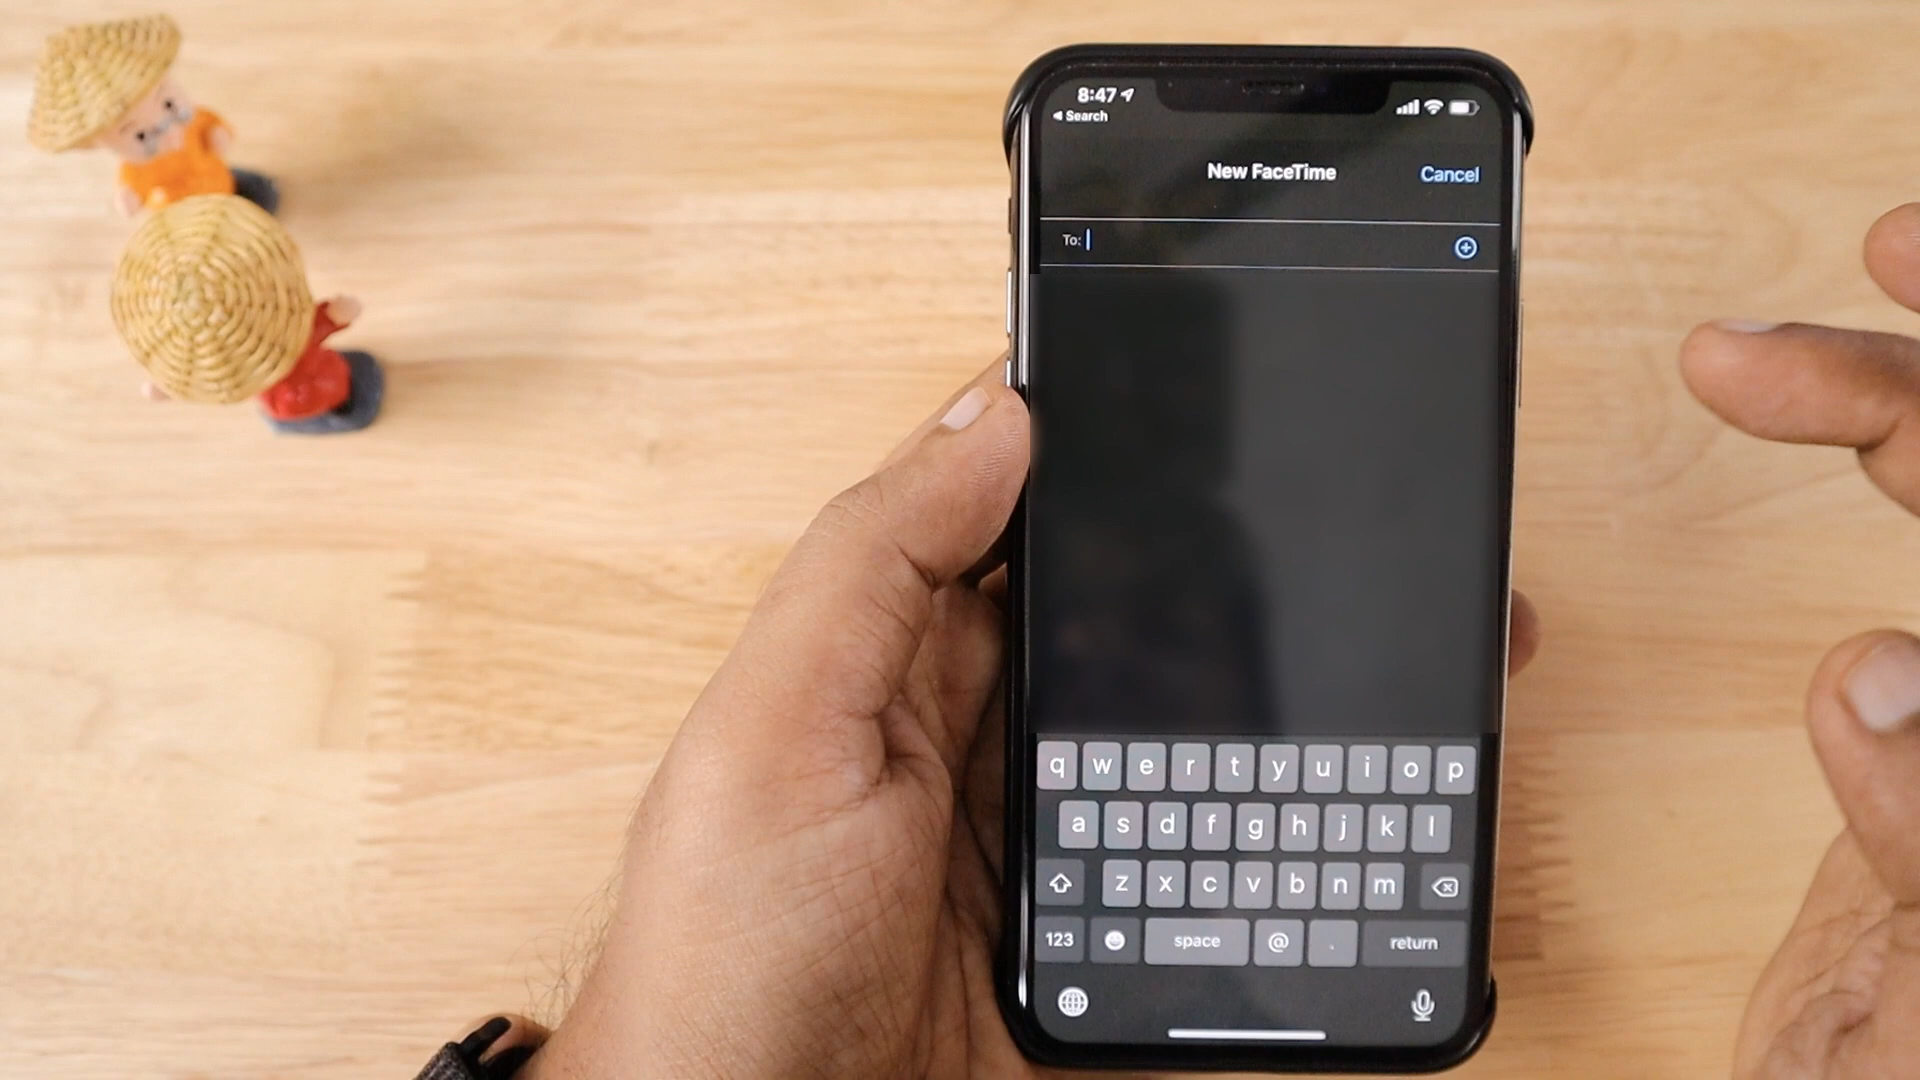 8:47
Search
New FaceTime
Cancel
To:
q w e r t y u i o p
a s d f g h j k l
z x c v b n m
123 space @ . return